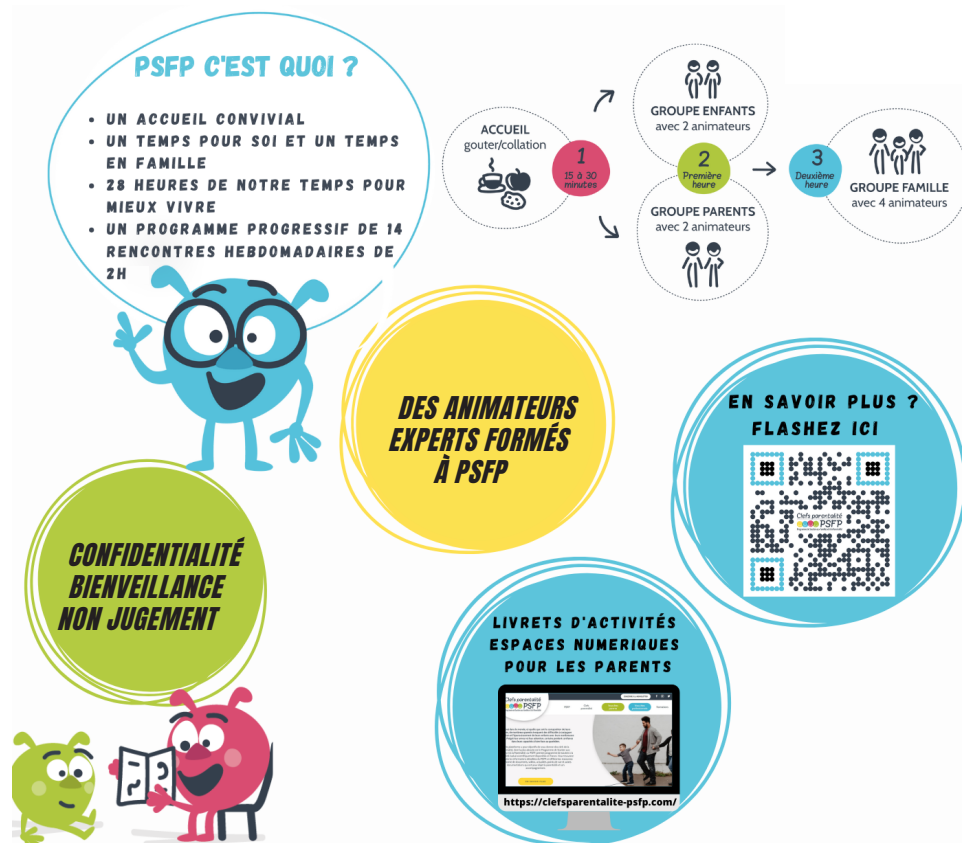 PSFP C'EST QUOI ?
• UN ACCUEIL CONVIVIAL
• UN TEMPS POUR SOI ET UN TEMPS
EN FAMILLE
• 28 HEURES DE NOTRE TEMPS POUR
MIEUX VIVRE
• UN PROGRAMME PROGRESSIF DE 14
RENCONTRES HEBDOMADAIRES DE
2H
ACCUEIL
gouter/collation
1
15 à 30
minutes
GROUPE ENFANTS
avec 2 animateurs
2
Première
heure
GROUPE PARENTS
avec 2 animateurs
3
Deuxième
heure
GROUPE FAMILLE
avec 4 animateurs
DES ANIMATEURS
EXPERTS FORMÉS
À PSFP
EN SAVOIR PLUS ?
FLASHEZ ICI
Clefs parentalité
PSFP
CONFIDENTIALITÉ
BIENVEILLANCE
NON JUGEMENT
LIVRETS D'ACTIVITÉS
ESPACES NUMERIQUES
POUR LES PARENTS
Clefs parentalité
PSFP
https://clefsparentalite-psfp.com/